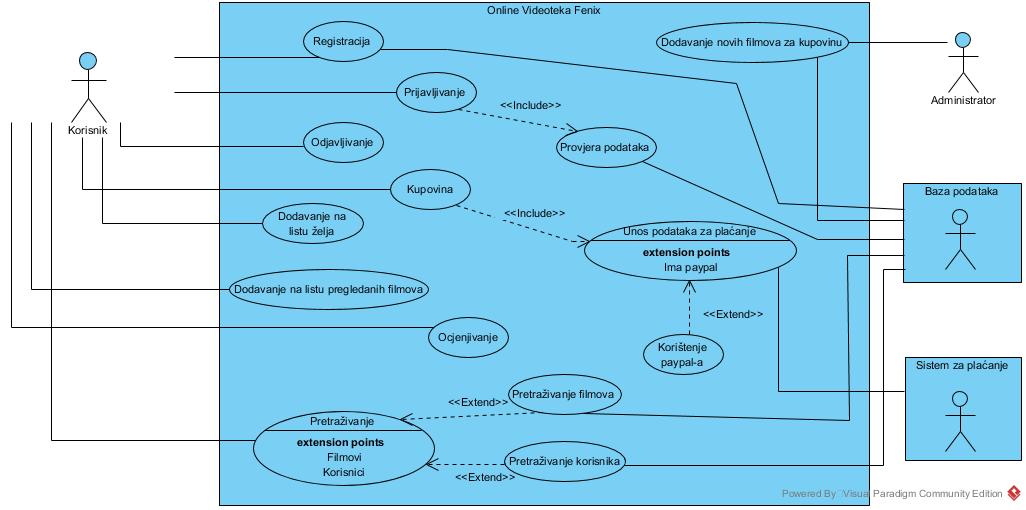 Online Videoteka Fenix
Registracija
Dodavanje novih filmova za kupovinu
Administrator
Korisnik
Prijavljivanje
<<Include>>
Odjavljivanje
Provjera podataka
Kupovina
<<Include>>
Dodavanje na
listu želja
Unos podataka za plaćanje
extension points
Ima paypal
Baza podataka
Dodavanje na listu pregledanih filmova
<<Extend>>
Ocjenjivanje
Korištenje
paypal-a
Sistem za plaćanje
Pretraživanje filmova
<<Extend>>
Pretraživanje
extension points
Filmovi
Korisnici
Pretraživanje korisnika
<<Extend>>
Powered By Visual Paradigm Community Edition